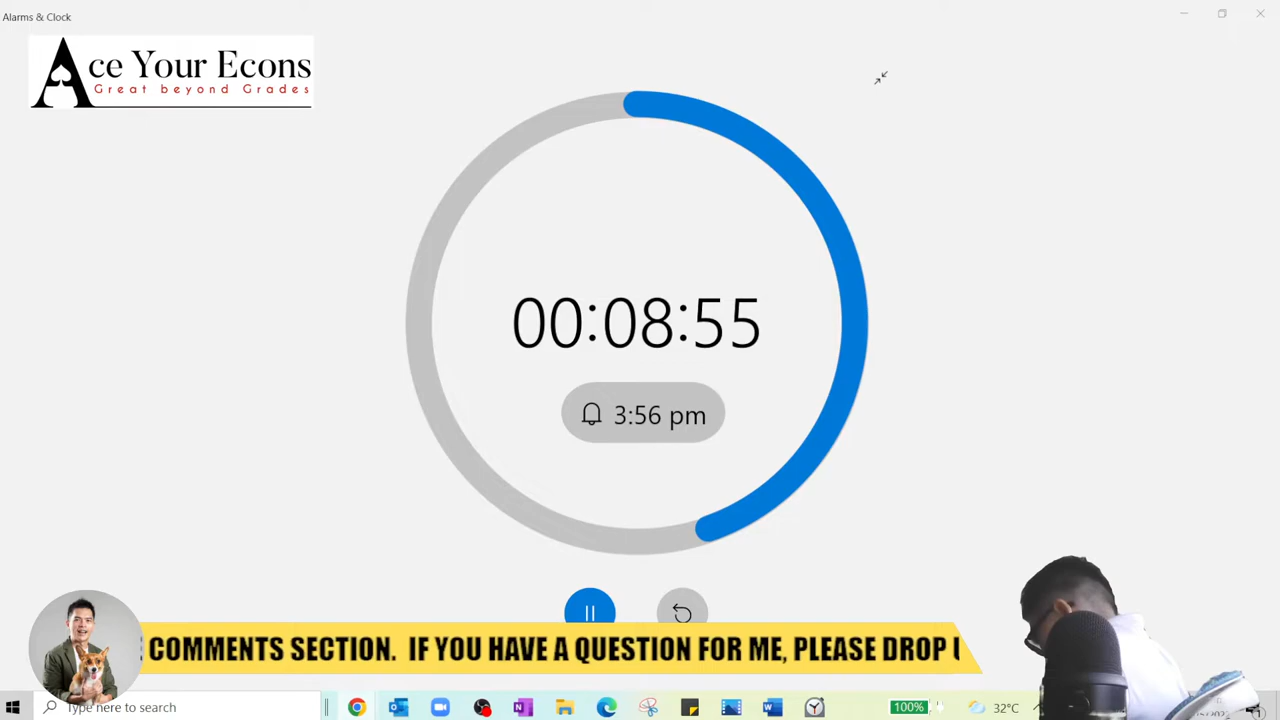 Alarms & Clock
Ace Your Econs
Great beyond Grades
00:08:55
3:56 pm
COMMENTS SECTION. IF YOU HAVE A QUESTION FOR ME, PLEASE DROP
Type here to search
100%
32°C